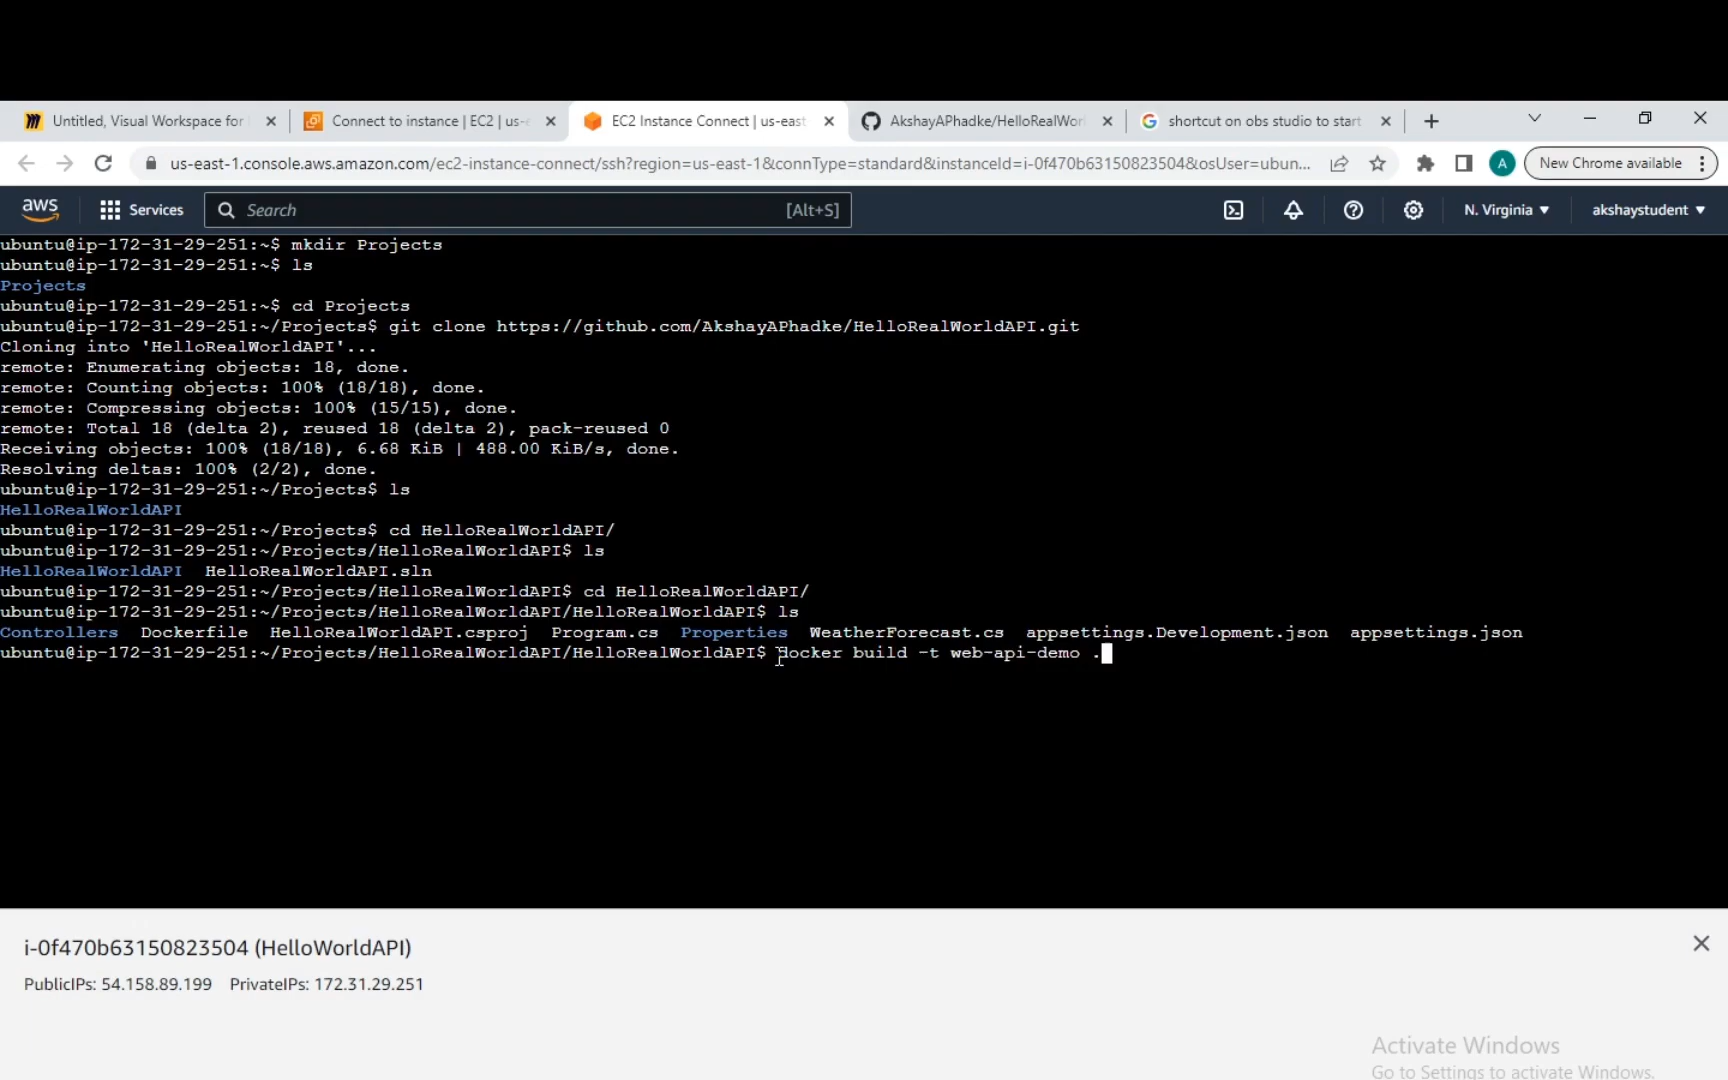 Untitled, Visual Workspace for
Connect to instance | EC2 | us-e
EC2 Instance Connect | us-east
AkshayAPhadke/HelloRealWor
shortcut on obs studio to start
us-east-1.console.aws.amazon.com/ec2-instance-connect/ssh?region=us-east-1&connType=standard&instanceId=i-0f470b63150823504&osUser=ubun...
A
New Chrome available
aws
Services
Search
[Alt+S]
N. Virginia
akshaystudent
ubuntu@ip-172-31-29-251:~$ mkdir Projects
ubuntu@ip-172-31-29-251:~$ ls
Projects
ubuntu@ip-172-31-29-251:~$ cd Projects
ubuntu@ip-172-31-29-251:~/Projects$ git clone https://github.com/AkshayAPhadke/HelloRealWorldAPI.git
Cloning into 'HelloRealWorldAPI'...
remote: Enumerating objects: 18, done.
remote: Counting objects: 100% (18/18), done.
remote: Compressing objects: 100% (15/15), done.
remote: Total 18 (delta 2), reused 18 (delta 2), pack-reused 0
Receiving objects: 100% (18/18), 6.68 KiB | 488.00 KiB/s, done.
Resolving deltas: 100% (2/2), done.
ubuntu@ip-172-31-29-251:~/Projects$ ls
HelloRealWorldAPI
ubuntu@ip-172-31-29-251:~/Projects$ cd HelloRealWorldAPI/
ubuntu@ip-172-31-29-251:~/Projects/HelloRealWorldAPI$ ls
HelloRealWorldAPI  HelloRealWorldAPI.sln
ubuntu@ip-172-31-29-251:~/Projects/HelloRealWorldAPI$ cd HelloRealWorldAPI/
ubuntu@ip-172-31-29-251:~/Projects/HelloRealWorldAPI/HelloRealWorldAPI$ ls
Controllers  Dockerfile  HelloRealWorldAPI.csproj  Program.cs  Properties  WeatherForecast.cs  appsettings.Development.json  appsettings.json
ubuntu@ip-172-31-29-251:~/Projects/HelloRealWorldAPI/HelloRealWorldAPI$ docker build -t web-api-demo .
i-0f470b63150823504 (HelloWorldAPI)
PublicIPs: 54.158.89.199   PrivateIPs: 172.31.29.251
Activate Windows
Go to Settings to activate Windows.